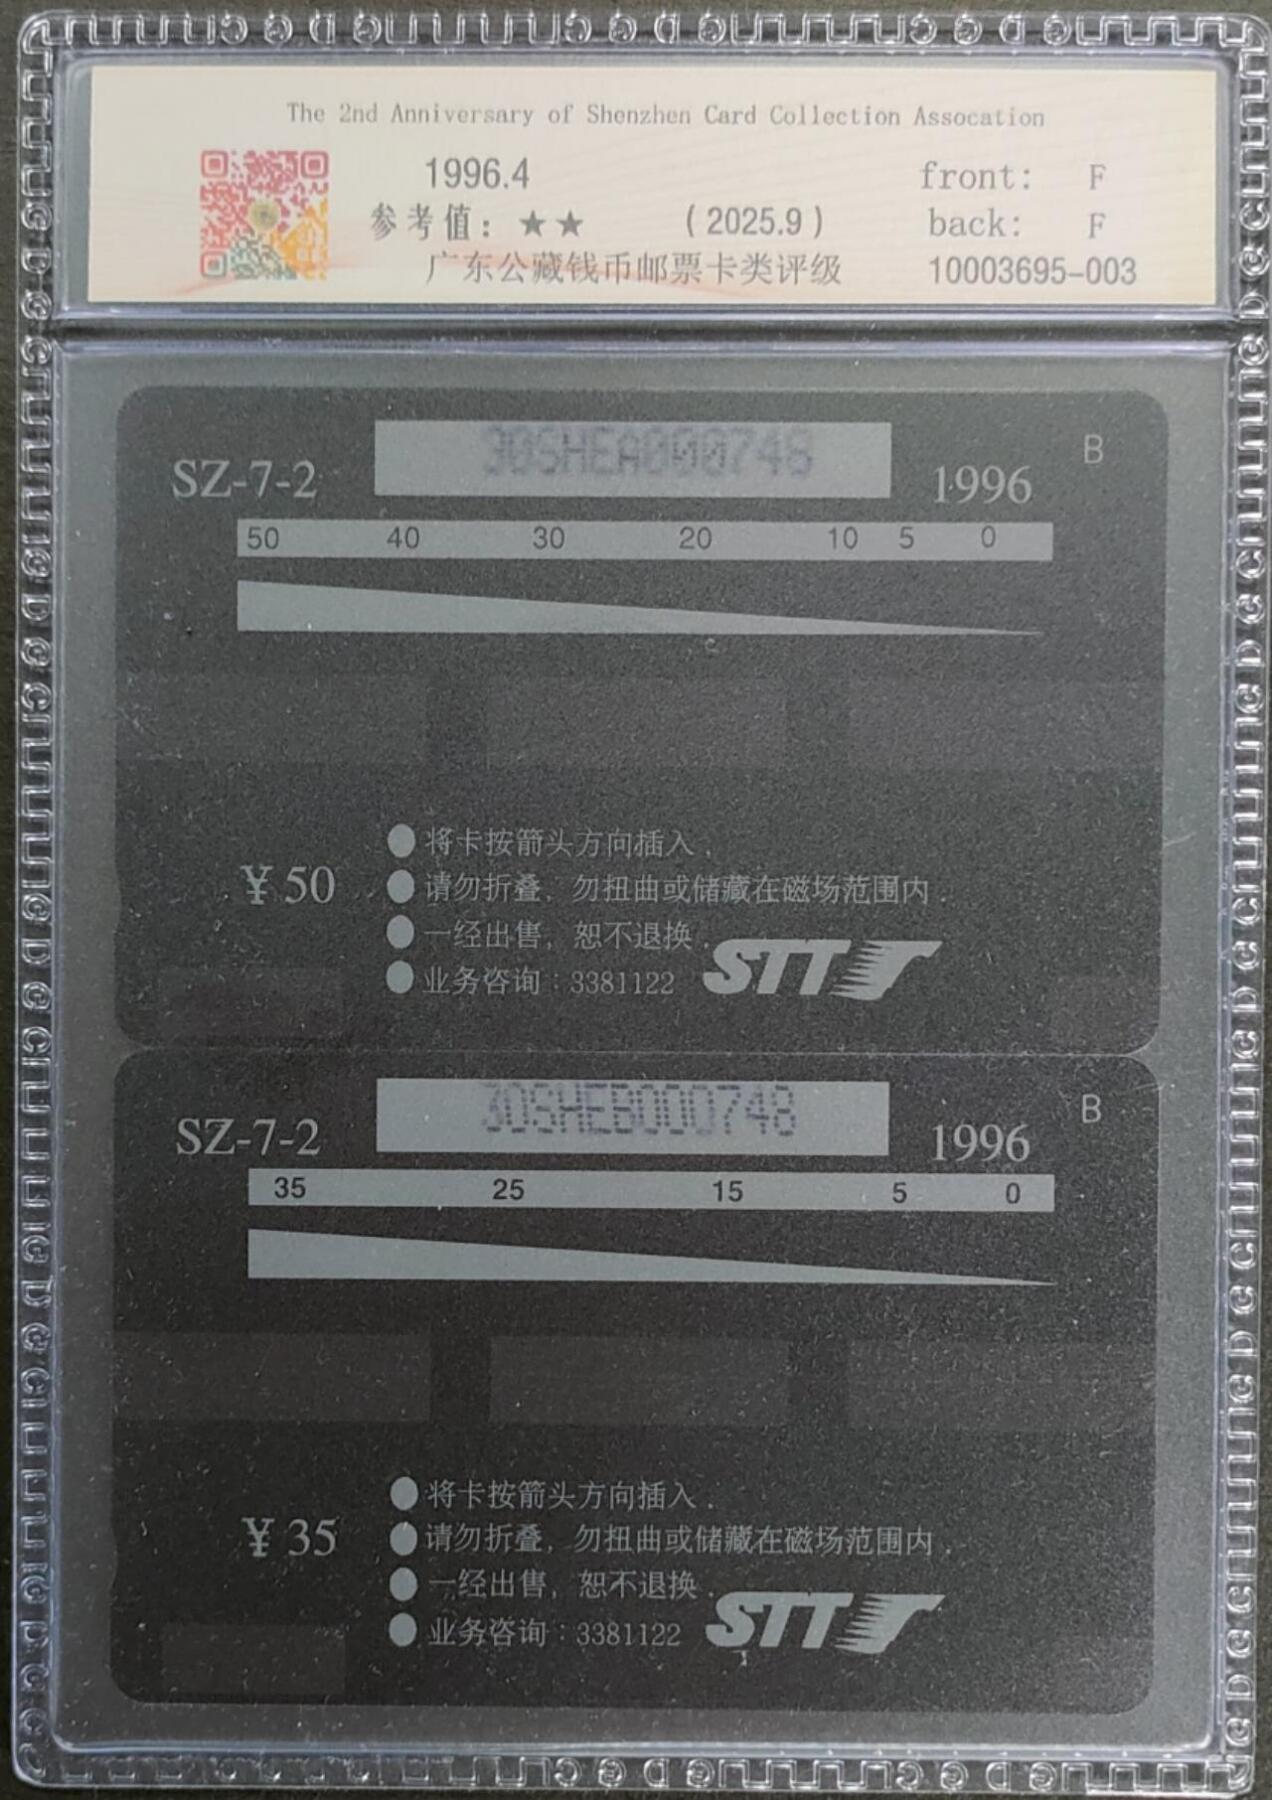 The 2nd Anniversary of Shenzhen Card Collection Assocation
1996.4 front: F
参考值：★★ (2025.9) back: F
广东公藏钱币邮票卡类评级 10003695-003
B
30SHEA000748
SZ-7-2 1996
50 40 30 20 10 5 0
● 将卡按箭头方向插入．
¥50 ● 请勿折叠，勿扭曲或储藏在磁场范围内．
● 一经出售，恕不退换．
● 业务咨询：3381122 STT
B
30SHEB000748
SZ-7-2 1996
35 25 15 5 0
● 将卡按箭头方向插入．
¥35 ● 请勿折叠，勿扭曲或储藏在磁场范围内．
● 一经出售，恕不退换．
● 业务咨询：3381122 STT